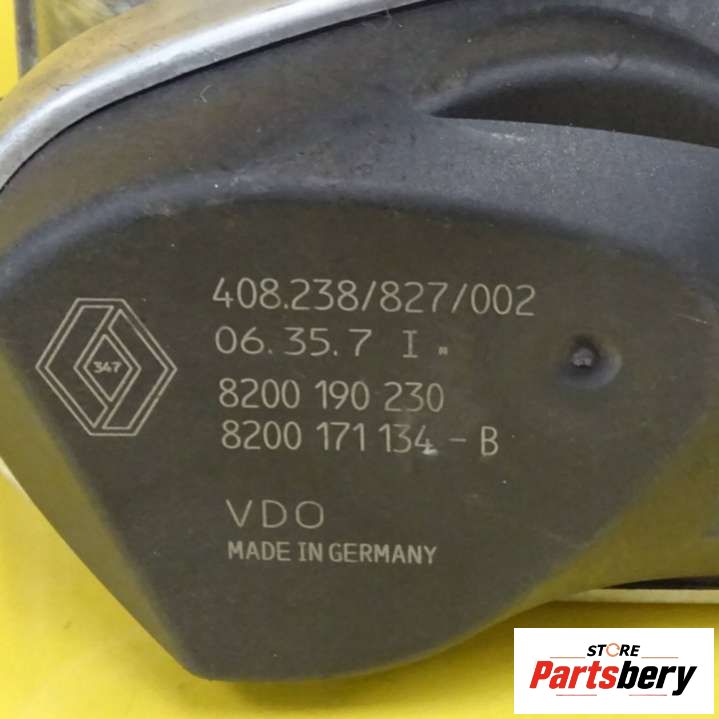 408.238/827/002
06.35.7 I
347
8200 190 230
8200 171 134 - B
VDO
MADE IN GERMANY
STORE
Partsbery